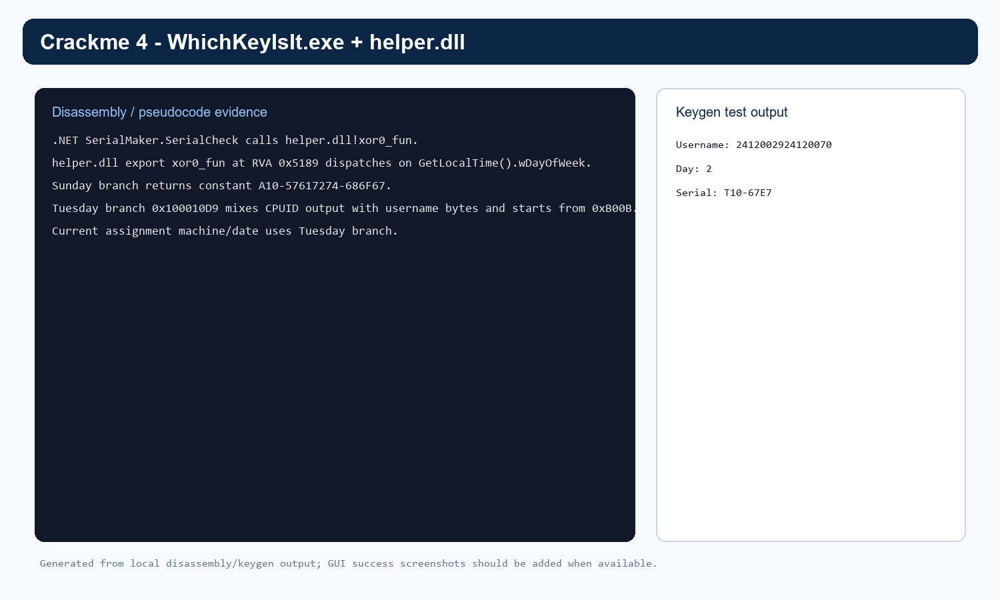 Crackme 4 - WhichKeyIsIt.exe + helper.dll
Disassembly / pseudocode evidence
.NET SerialMaker.SerialCheck calls helper.dll!xor0_fun.
helper.dll export xor0_fun at RVA 0x5189 dispatches on GetLocalTime().wDayOfWeek.
Sunday branch returns constant A10-57617274-686F67.
Tuesday branch 0x100010D9 mixes CPUID output with username bytes and starts from 0xB00B.
Current assignment machine/date uses Tuesday branch.
Keygen test output
Username: 2412002924120070
Day: 2
Serial: T10-67E7
Generated from local disassembly/keygen output; GUI success screenshots should be added when available.